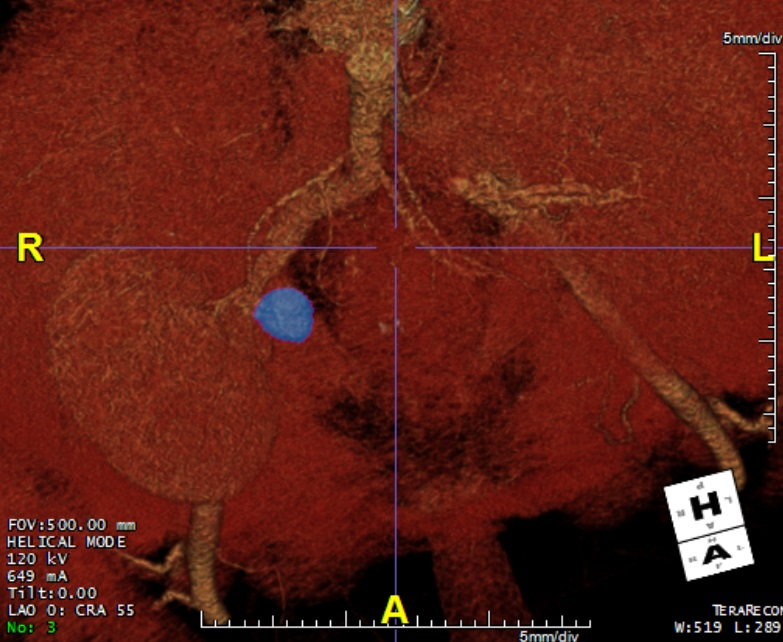 5mm/div
R
L
H
A
FOV:500.00 mm
HELICAL MODE
120 kV
649 mA
Tilt:0.00
LAO 0: CRA 55
No: 3
A
5mm/div
TERARECON
W:519 L:289